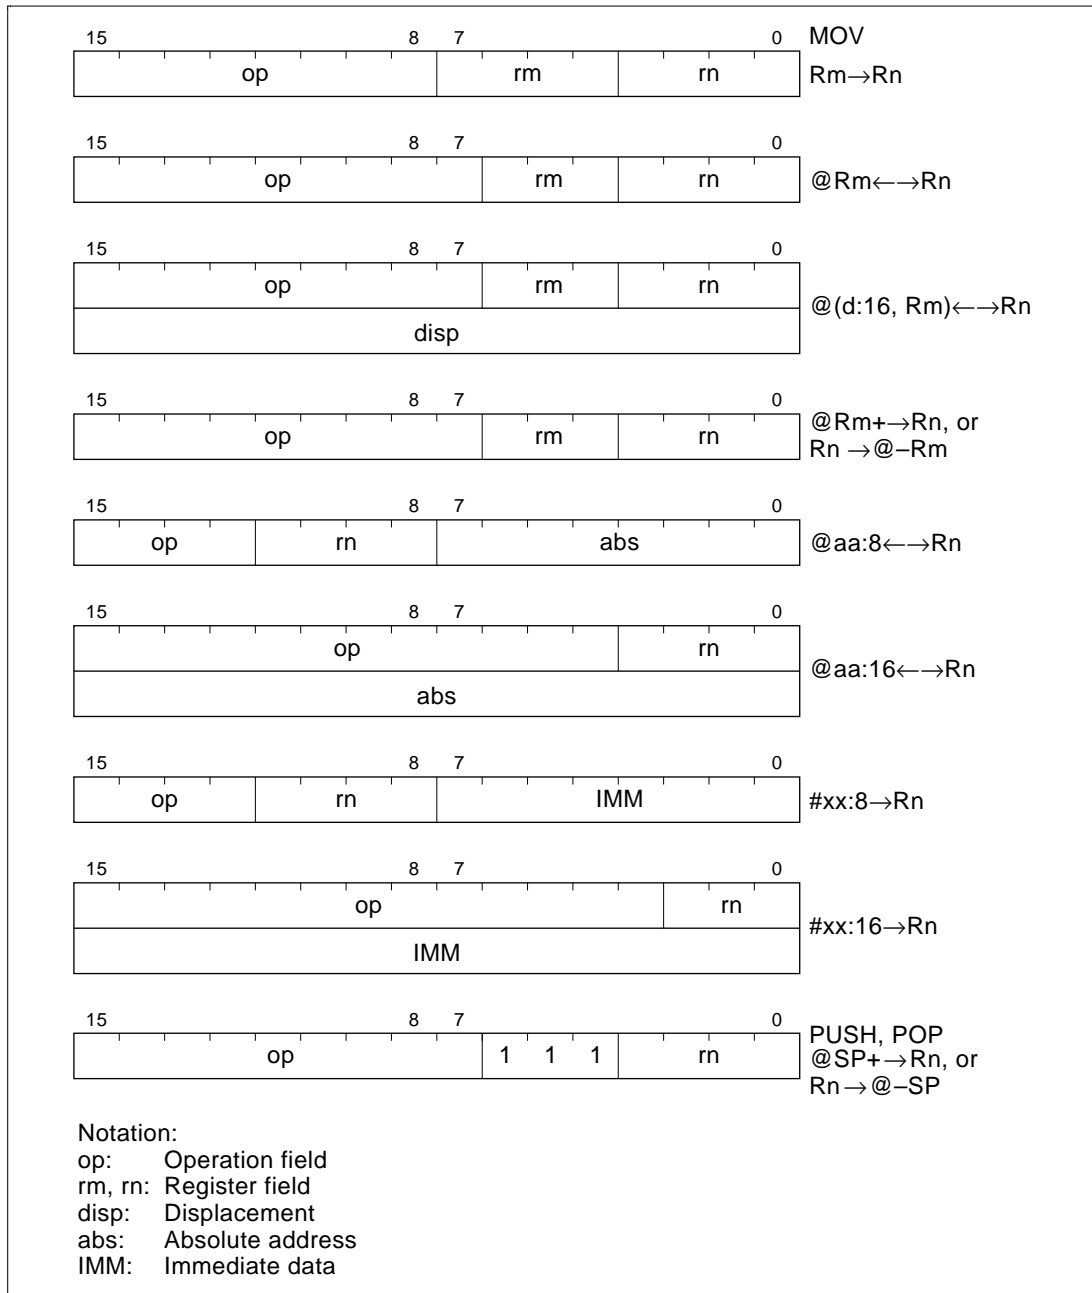 15 8 7 0 MOV
op rm rn Rm→Rn
15 8 7 0
op rm rn @Rm←→Rn
15 8 7 0
op rm rn
@(d:16, Rm)←→Rn
disp
15 8 7 0
@Rm+→Rn, or
op rm rn
Rn →@–Rm
15 8 7 0
op rn abs @aa:8←→Rn
15 8 7 0
op rn
@aa:16←→Rn
abs
15 8 7 0
op rn IMM #xx:8→Rn
15 8 7 0
op rn
#xx:16→Rn
IMM
15 8 7 0
PUSH, POP
op 1 1 1 rn @SP+→Rn, or
Rn→@–SP
Notation:
op: Operation field
rm, rn: Register field
disp: Displacement
abs: Absolute address
IMM: Immediate data